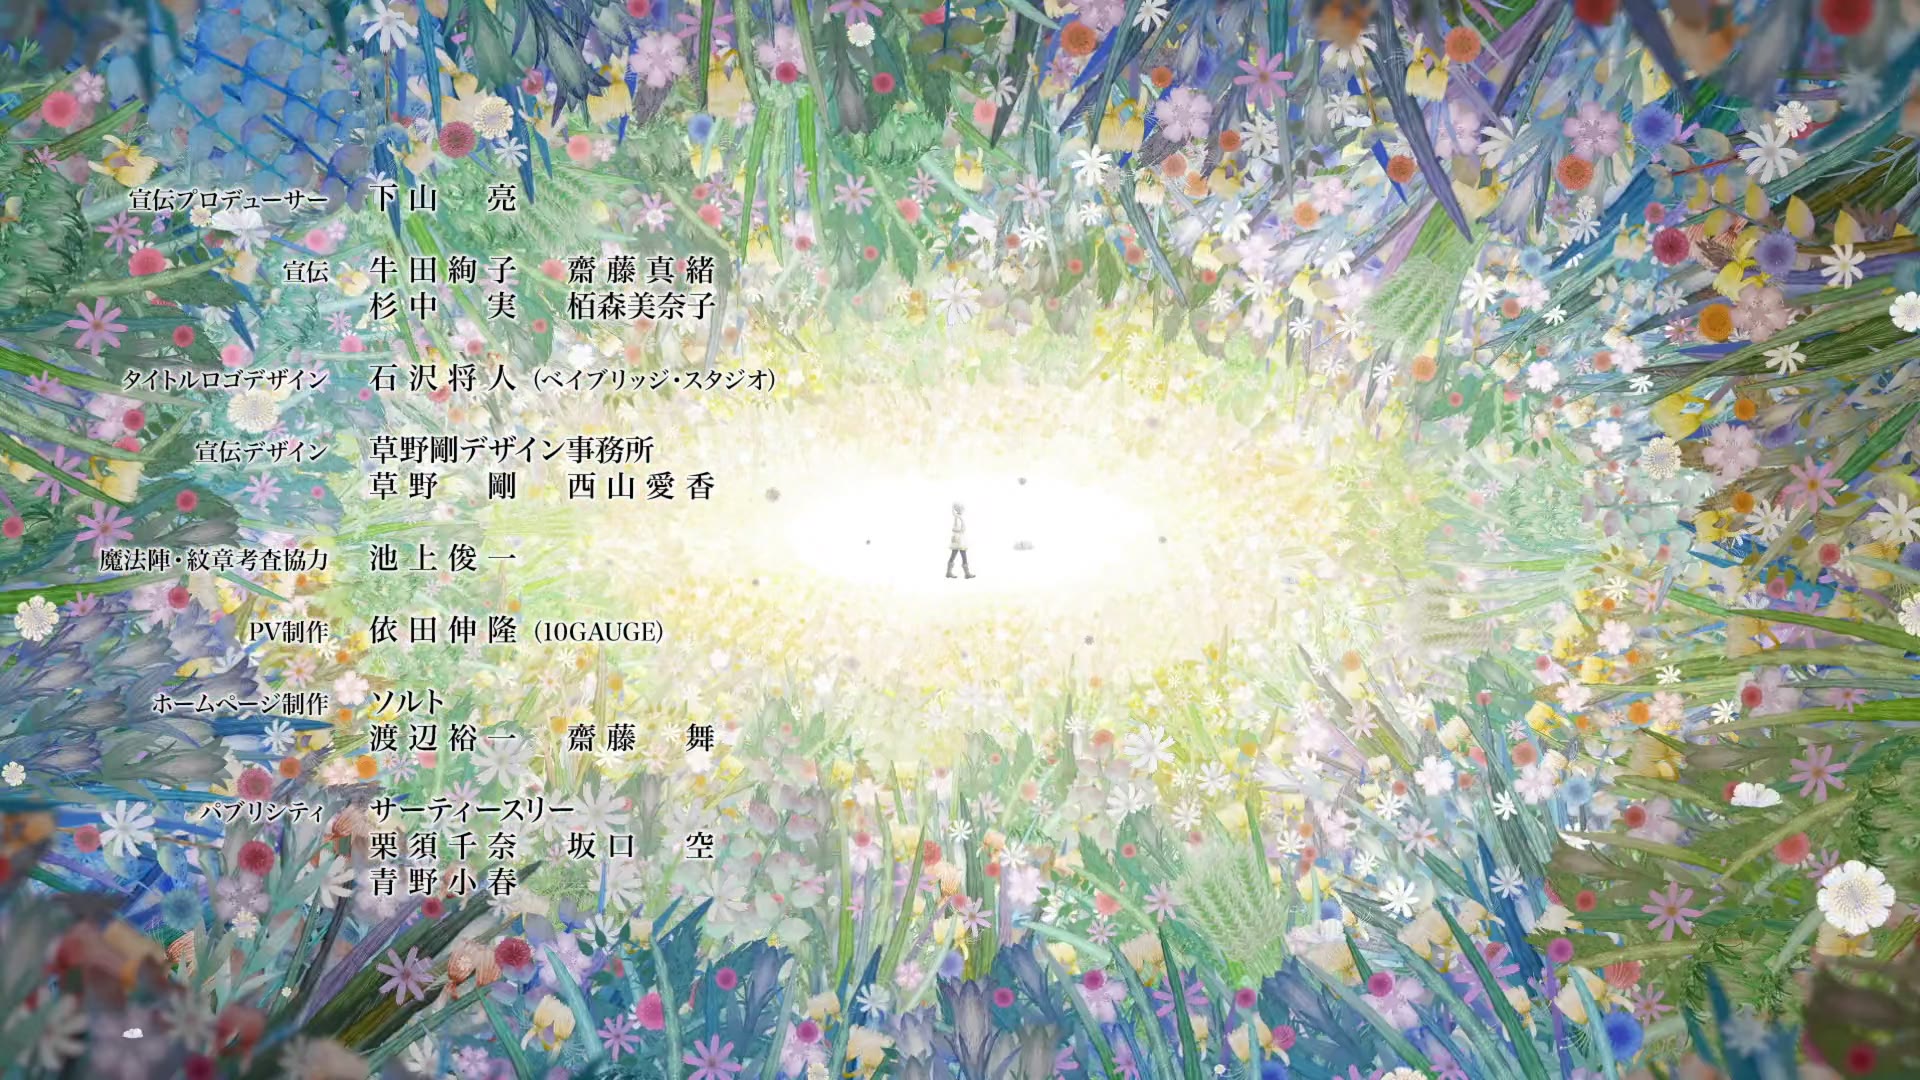 宣伝プロデューサー 下山 亮
宣伝 牛田絢子 齋藤真緒
杉中 実 栢森美奈子
タイトルロゴデザイン 石沢将人（ベイブリッジ・スタジオ）
宣伝デザイン 草野剛デザイン事務所
草野 剛 西山愛香
魔法陣・紋章考査協力 池上俊一
PV制作 依田伸隆（10GAUGE）
ホームページ制作 ソルト
渡辺裕一 齋藤 舞
パブリシティ サーティースリー
栗須千奈 坂口 空
青野小春